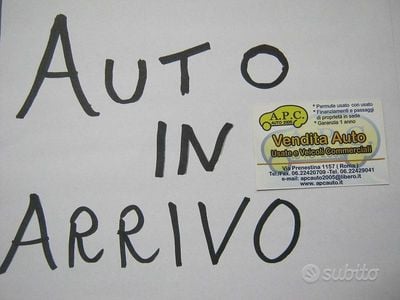 AUTO
IN
ARRIVO
A.P.C.
AUTO 2005
* Permute usato con usato
* Finanziamenti e passaggi
di proprietà in sede
* Garanzia 1 anno
Vendita Auto
Usate e Veicoli Commerciali
Via Prenestina 1157 ( Roma )
Tel./Fax. 06.22420709 -Tel. 06.22429041
e-mail: apcauto2005@libero.it
www.apcauto.it
subito